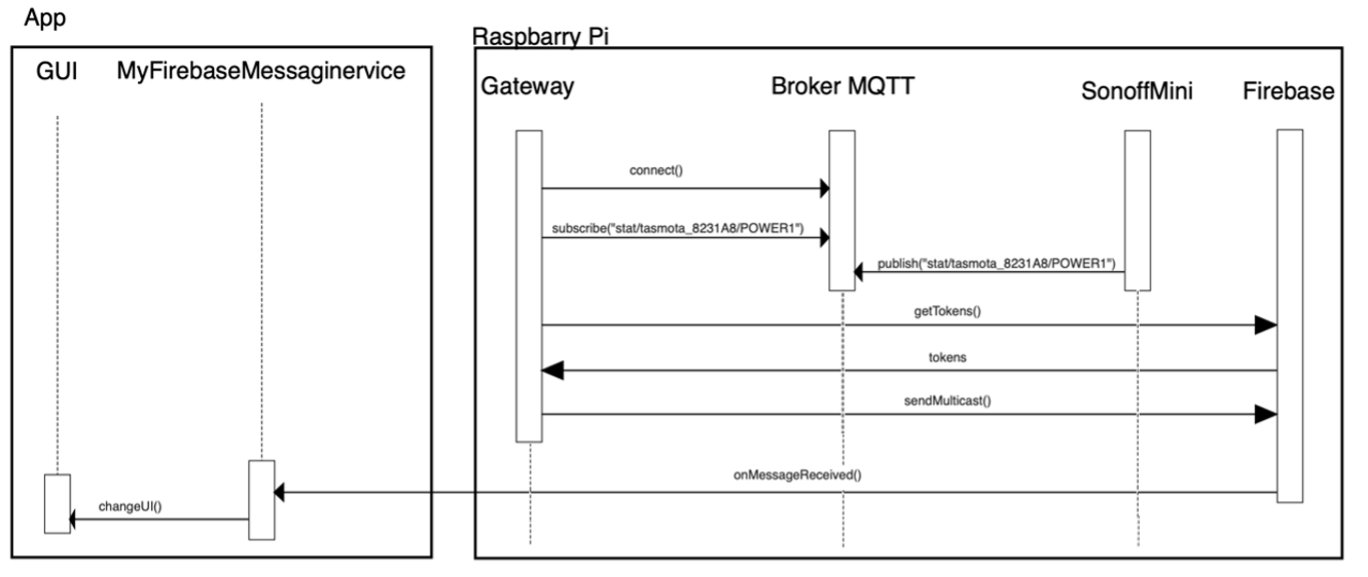 App
Raspbarry Pi
GUI
MyFirebaseMessaginervice
Gateway
Broker MQTT
SonoffMini
Firebase
connect()
subscribe("stat/tasmota_8231A8/POWER1")
publish("stat/tasmota_8231A8/POWER1")
getTokens()
tokens
sendMulticast()
onMessageReceived()
changeUI()